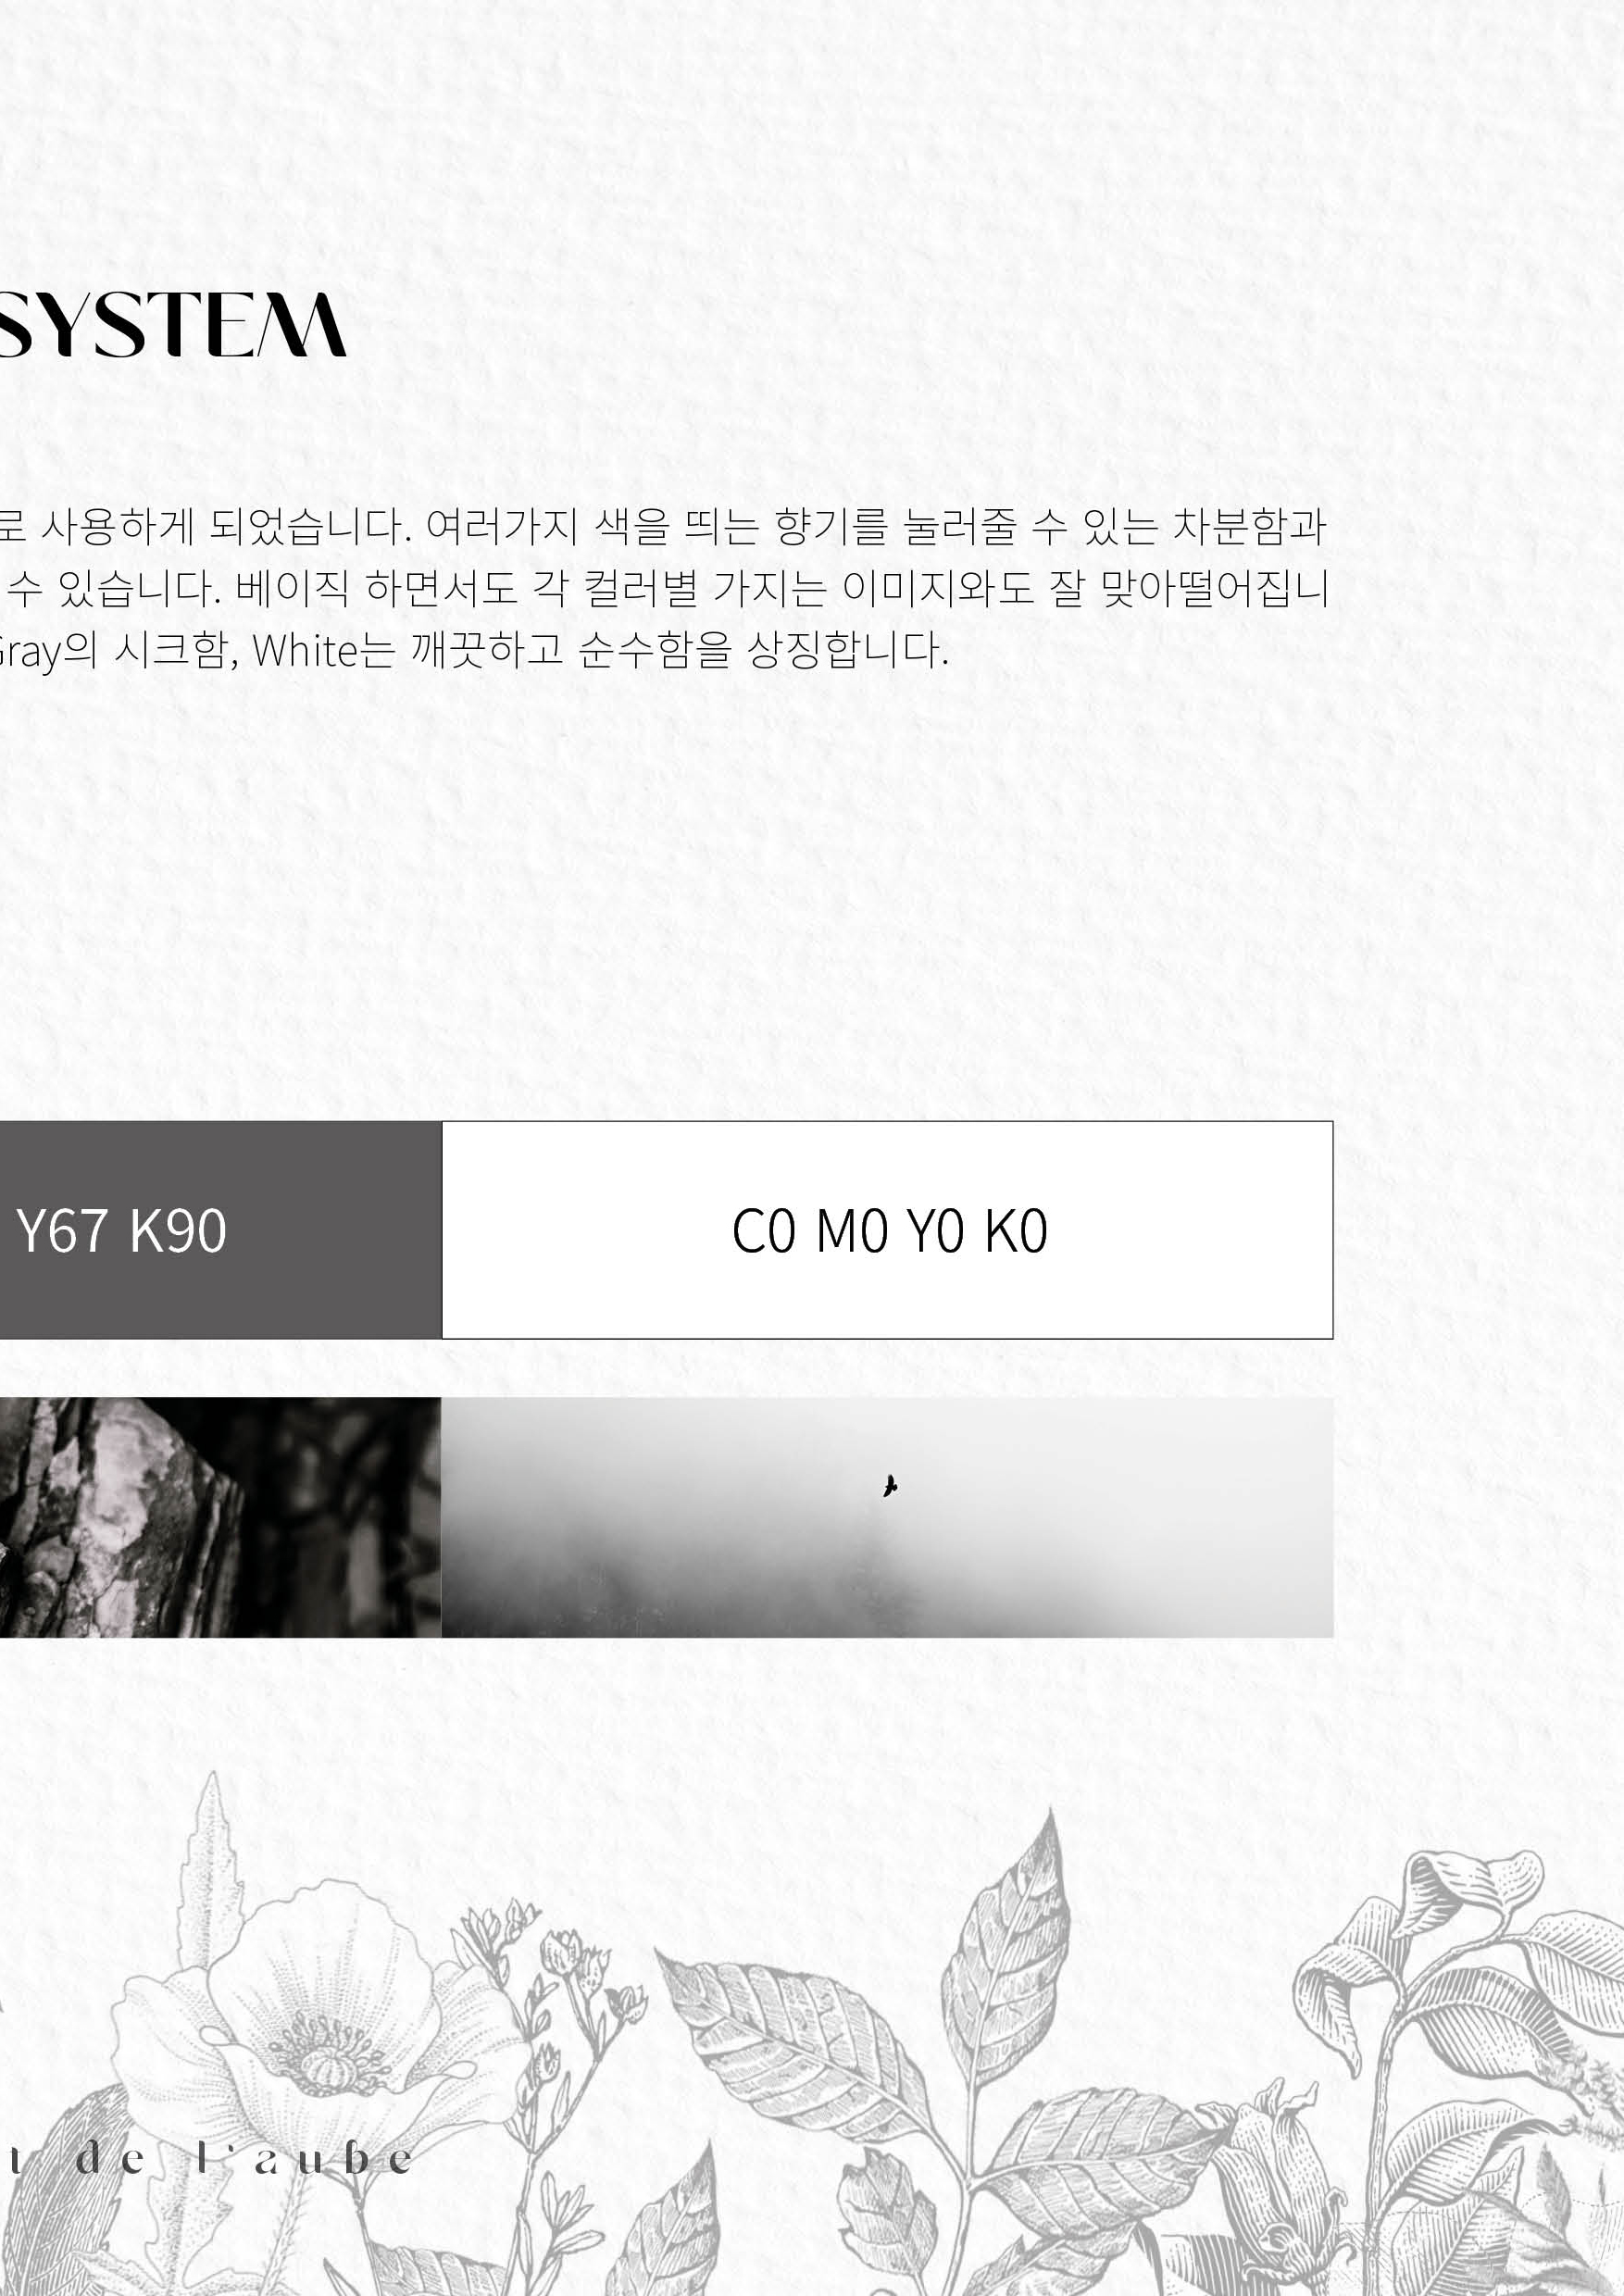 SYSTEM
로 사용하게 되었습니다. 여러가지 색을 띄는 향기를 눌러줄 수 있는 차분함과
수 있습니다. 베이직 하면서도 각 컬러별 가지는 이미지와도 잘 맞아떨어집니
Gray의 시크함, White는 깨끗하고 순수함을 상징합니다.
Y67 K90
C0 M0 Y0 K0
t de l'aube